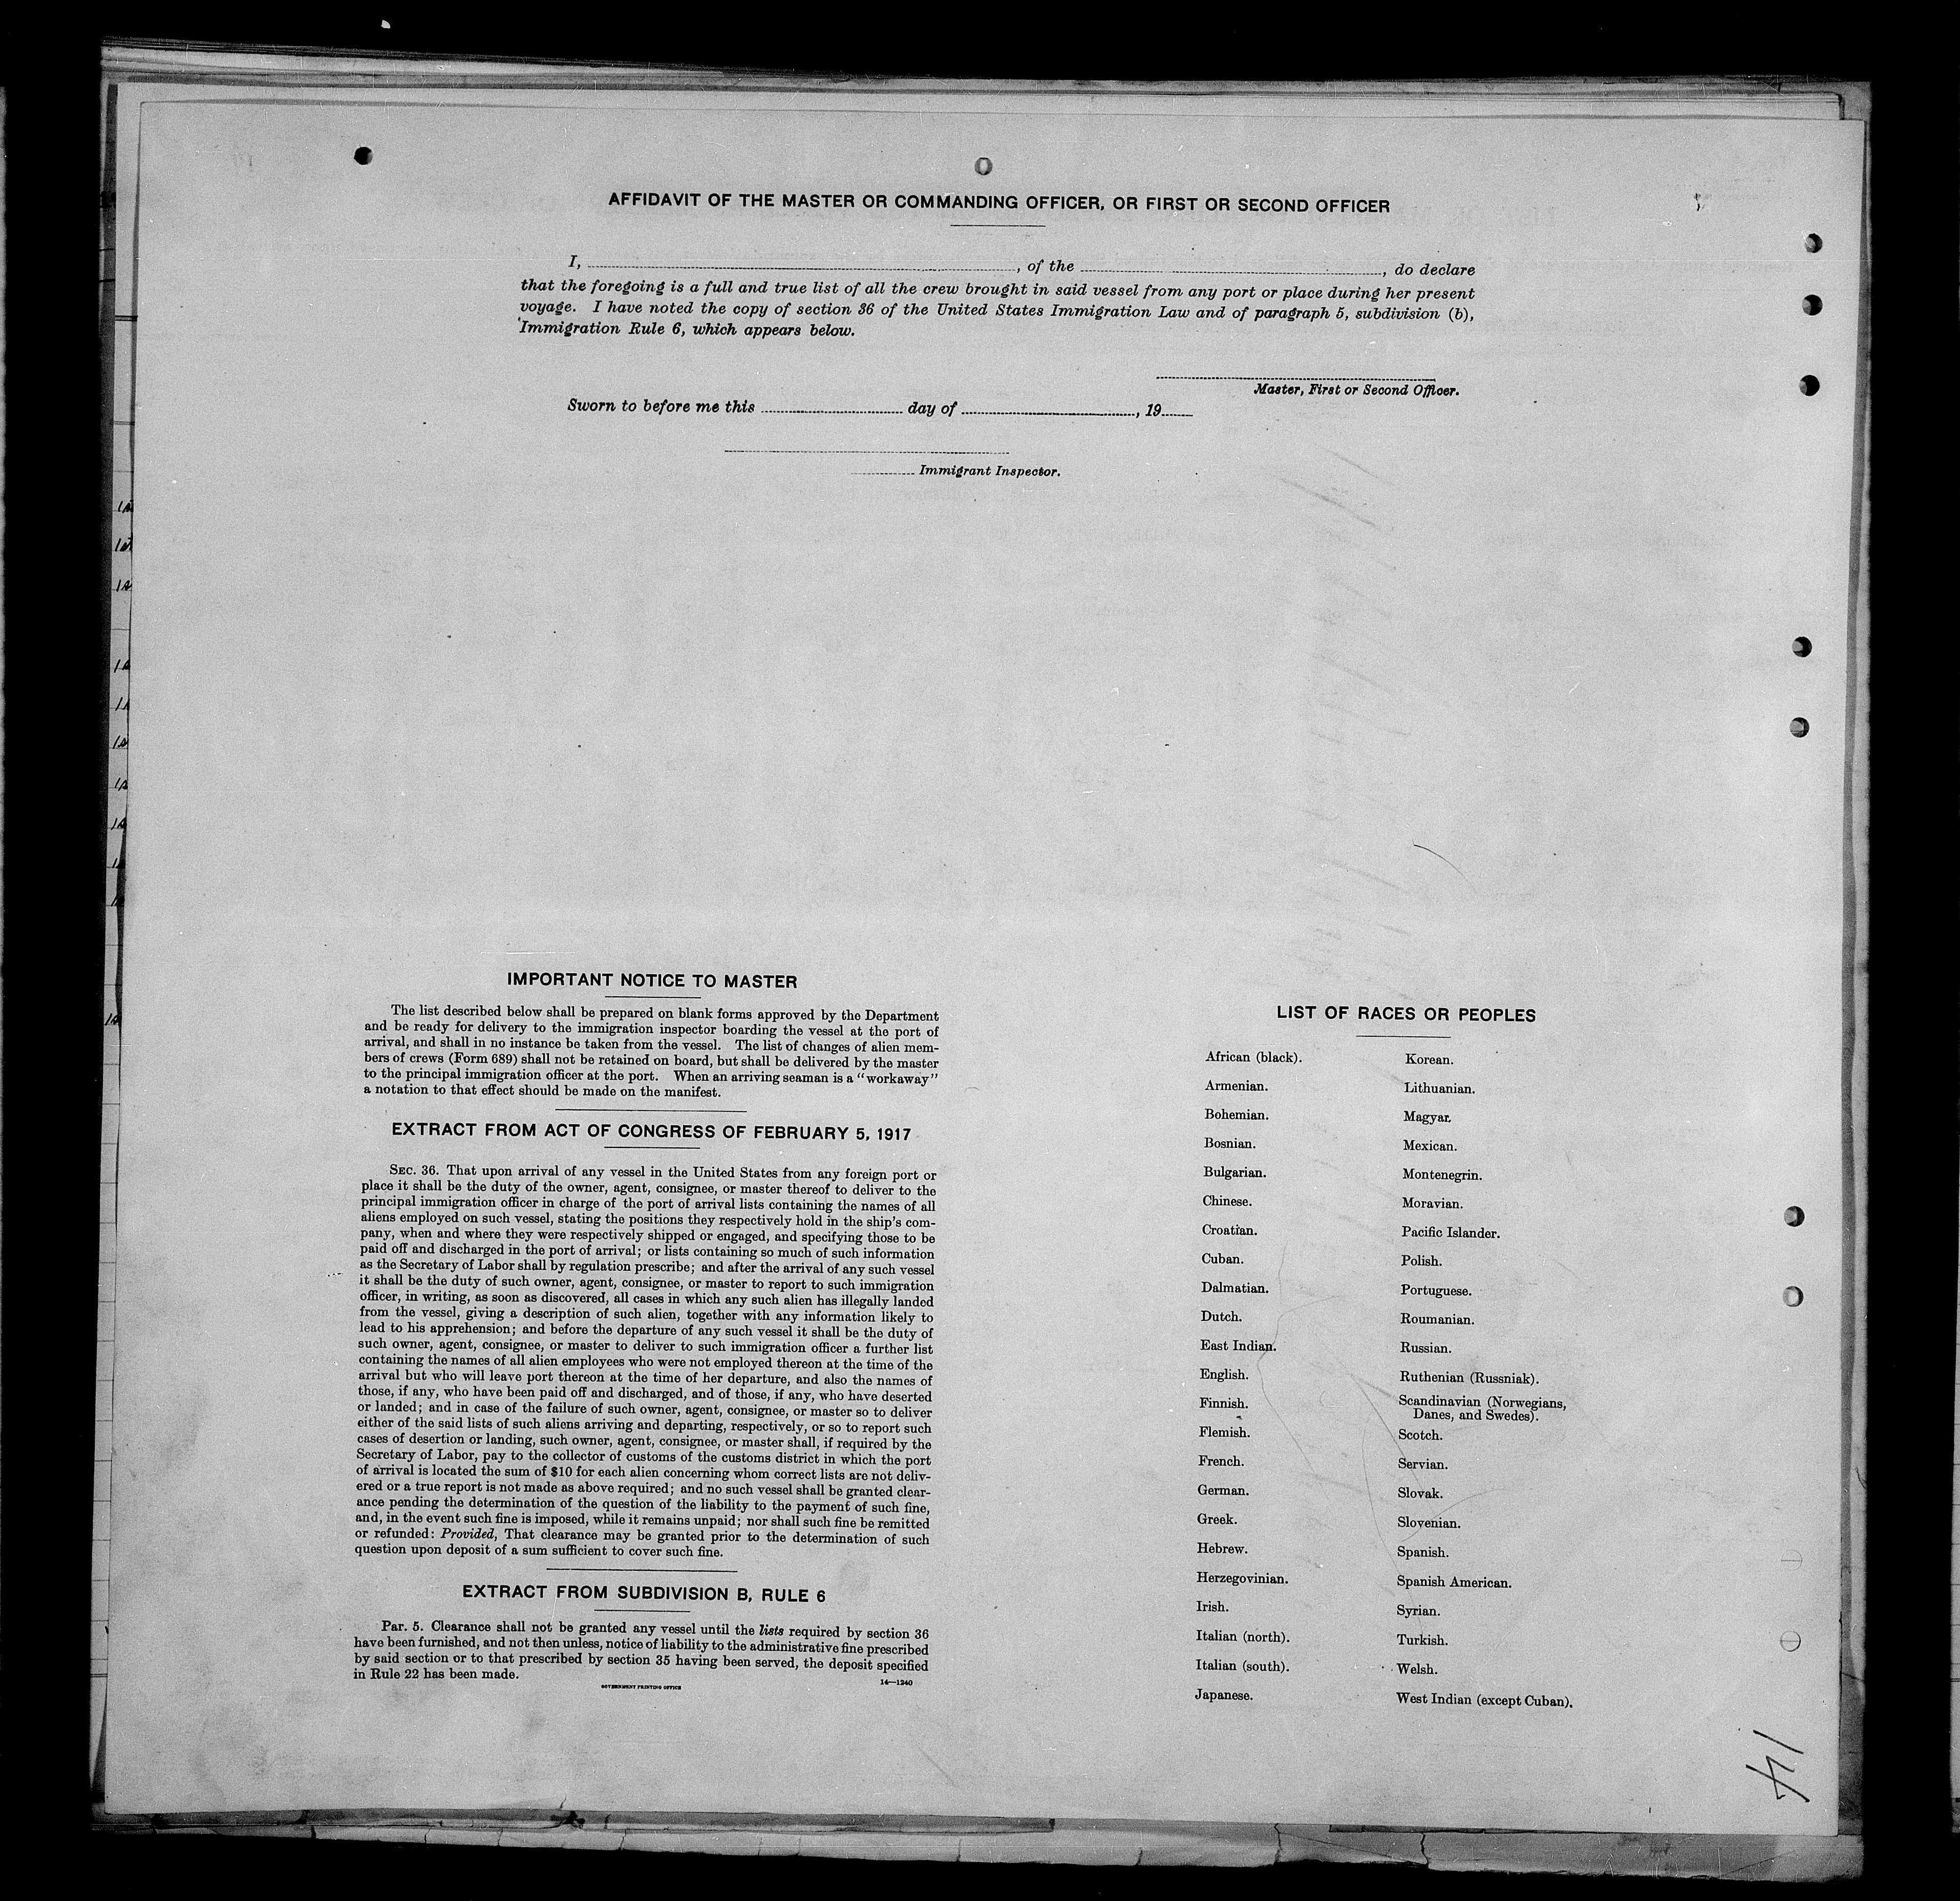 AFFIDAVIT OF THE MASTER OR COMMANDING OFFICER, OR FIRST OR SECOND OFFICER
I, , of the , do declare
that the foregoing is a full and true list of all the crew brought in said vessel from any port or place during her present
voyage. I have noted the copy of section 36 of the United States Immigration Law and of paragraph 5, subdivision (b),
Immigration Rule 6, which appears below.
Master, First or Second Officer.
Sworn to before me this day of , 19
Immigrant Inspector.
IMPORTANT NOTICE TO MASTER
The list described below shall be prepared on blank forms approved by the Department
and be ready for delivery to the immigration inspector boarding the vessel at the port of
arrival, and shall in no instance be taken from the vessel. The list of changes of alien mem-
bers of crews (Form 689) shall not be retained on board, but shall be delivered by the master
to the principal immigration officer at the port. When an arriving seaman is a "workaway"
a notation to that effect should be made on the manifest.
EXTRACT FROM ACT OF CONGRESS OF FEBRUARY 5, 1917
SEC. 36. That upon arrival of any vessel in the United States from any foreign port or
place it shall be the duty of the owner, agent, consignee, or master thereof to deliver to the
principal immigration officer in charge of the port of arrival lists containing the names of all
aliens employed on such vessel, stating the positions they respectively hold in the ship's com-
pany, when and where they were respectively shipped or engaged, and specifying those to be
paid off and discharged in the port of arrival; or lists containing so much of such information
as the Secretary of Labor shall by regulation prescribe; and after the arrival of any such vessel
it shall be the duty of such owner, agent, consignee, or master to report to such immigration
officer, in writing, as soon as discovered, all cases in which any such alien has illegally landed
from the vessel, giving a description of such alien, together with any information likely to
lead to his apprehension; and before the departure of any such vessel it shall be the duty of
such owner, agent, consignee, or master to deliver to such immigration officer a further list
containing the names of all alien employees who were not employed thereon at the time of the
arrival but who will leave port thereon at the time of her departure, and also the names of
those, if any, who have been paid off and discharged, and of those, if any, who have deserted
or landed; and in case of the failure of such owner, agent, consignee, or master so to deliver
either of the said lists of such aliens arriving and departing, respectively, or so to report such
cases of desertion or landing, such owner, agent, consignee, or master shall, if required by the
Secretary of Labor, pay to the collector of customs of the customs district in which the port
of arrival is located the sum of $10 for each alien concerning whom correct lists are not deliv-
ered or a true report is not made as above required; and no such vessel shall be granted clear-
ance pending the determination of the question of the liability to the payment of such fine,
and, in the event such fine is imposed, while it remains unpaid; nor shall such fine be remitted
or refunded: Provided, That clearance may be granted prior to the determination of such
question upon deposit of a sum sufficient to cover such fine.
EXTRACT FROM SUBDIVISION B, RULE 6
Par. 5. Clearance shall not be granted any vessel until the lists required by section 36
have been furnished, and not then unless, notice of liability to the administrative fine prescribed
by said section or to that prescribed by section 35 having been served, the deposit specified
in Rule 22 has been made.
GOVERNMENT PRINTING OFFICE 14—1240
LIST OF RACES OR PEOPLES
African (black).
Armenian.
Bohemian.
Bosnian.
Bulgarian.
Chinese.
Croatian.
Cuban.
Dalmatian.
Dutch.
East Indian.
English.
Finnish.
Flemish.
French.
German.
Greek.
Hebrew.
Herzegovinian.
Irish.
Italian (north).
Italian (south).
Japanese.
Korean.
Lithuanian.
Magyar.
Mexican.
Montenegrin.
Moravian.
Pacific Islander.
Polish.
Portuguese.
Roumanian.
Russian.
Ruthenian (Russniak).
Scandinavian (Norwegians,
Danes, and Swedes).
Scotch.
Servian.
Slovak.
Slovenian.
Spanish.
Spanish American.
Syrian.
Turkish.
Welsh.
West Indian (except Cuban).
14